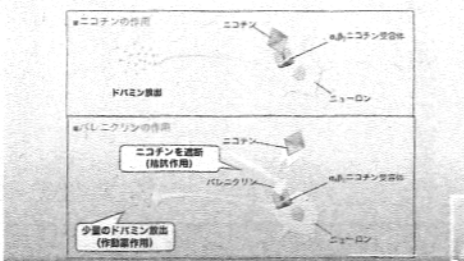 ■ニコチンの作用
ニコチン
ニコチン受容体
ドパミン放出
ニューロン
■バレニクリンの作用
ニコチン
ニコチンを遮断
(拮抗作用)
バレニクリン
ニコチン受容体
少量のドパミン放出
(作動薬作用)
ニューロン